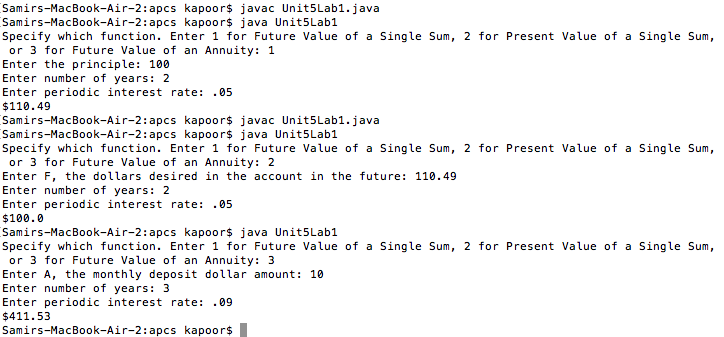 Samirs-MacBook-Air-2:apcs kapoor$ javac Unit5Lab1.java
Samirs-MacBook-Air-2:apcs kapoor$ java Unit5Lab1
Specify which function. Enter 1 for Future Value of a Single Sum, 2 for Present Value of a Single Sum,
or 3 for Future Value of an Annuity: 1
Enter the principle: 100
Enter number of years: 2
Enter periodic interest rate: .05
$110.49
Samirs-MacBook-Air-2:apcs kapoor$ javac Unit5Lab1.java
Samirs-MacBook-Air-2:apcs kapoor$ java Unit5Lab1
Specify which function. Enter 1 for Future Value of a Single Sum, 2 for Present Value of a Single Sum,
or 3 for Future Value of an Annuity: 2
Enter F, the dollars desired in the account in the future: 110.49
Enter number of years: 2
Enter periodic interest rate: .05
$100.0
Samirs-MacBook-Air-2:apcs kapoor$ java Unit5Lab1
Specify which function. Enter 1 for Future Value of a Single Sum, 2 for Present Value of a Single Sum,
or 3 for Future Value of an Annuity: 3
Enter A, the monthly deposit dollar amount: 10
Enter number of years: 3
Enter periodic interest rate: .09
$411.53
Samirs-MacBook-Air-2:apcs kapoor$